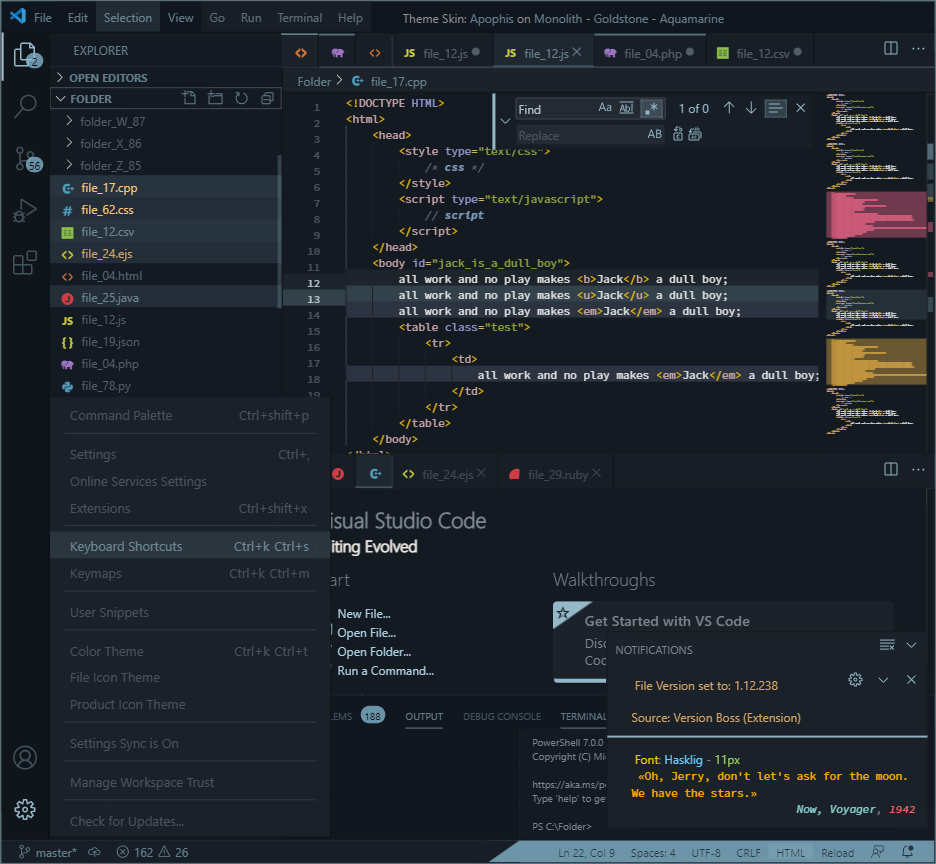 File Edit Selection View Go Run Terminal Help Theme Skin: Apophis on Monolith - Goldstone - Aquamarine
EXPLORER
OPEN EDITORS
FOLDER
folder_W_87
folder_X_86
folder_Z_85
file_17.cpp
file_62.css
file_12.csv
file_24.ejs
file_04.html
file_25.java
file_12.js
file_19.json
file_04.php
file_78.py
2
56
JS file_12.js JS file_12.js file_04.php file_12.csv
Folder > file_17.cpp
Find Aa Abl .* 1 of 0
Replace AB
1 <!DOCTYPE HTML>
2 <html>
3 <head>
4 <style type="text/css">
5 /* css */
6 </style>
7 <script type="text/javascript">
8 // script
9 </script>
10 </head>
11 <body id="jack_is_a_dull_boy">
12 all work and no play makes <b>Jack</b> a dull boy;
13 all work and no play makes <u>Jack</u> a dull boy;
14 all work and no play makes <em>Jack</em> a dull boy;
15 <table class="test">
16 <tr>
17 <td>
18 all work and no play makes <em>Jack</em> a dull boy;
19 </td>
</tr>
</table>
</body>
</html>
Command Palette Ctrl+shift+p
Settings Ctrl+,
Online Services Settings
Extensions Ctrl+shift+x
Keyboard Shortcuts Ctrl+k Ctrl+s
Keymaps Ctrl+k Ctrl+m
User Snippets
Color Theme Ctrl+k Ctrl+t
File Icon Theme
Product Icon Theme
Settings Sync is On
Manage Workspace Trust
Check for Updates...
file_24.ejs file_29.ruby
isual Studio Code
iting Evolved
art
New File...
Open File...
Open Folder...
Run a Command...
Walkthroughs
Get Started with VS Code
Disc
Coc
NOTIFICATIONS
File Version set to: 1.12.238
Source: Version Boss (Extension)
Font: Hasklig - 11px
«Oh, Jerry, don't let's ask for the moon.
We have the stars.»
Now, Voyager, 1942
LEMS 188 OUTPUT DEBUG CONSOLE TERMINAL
PowerShell 7.0.0
Copyright (C) Mi
https://aka.ms/p
Type 'help' to ge
PS C:\Folder>
master* 162 26 Ln 22, Col 9 Spaces: 4 UTF-8 CRLF HTML Reload